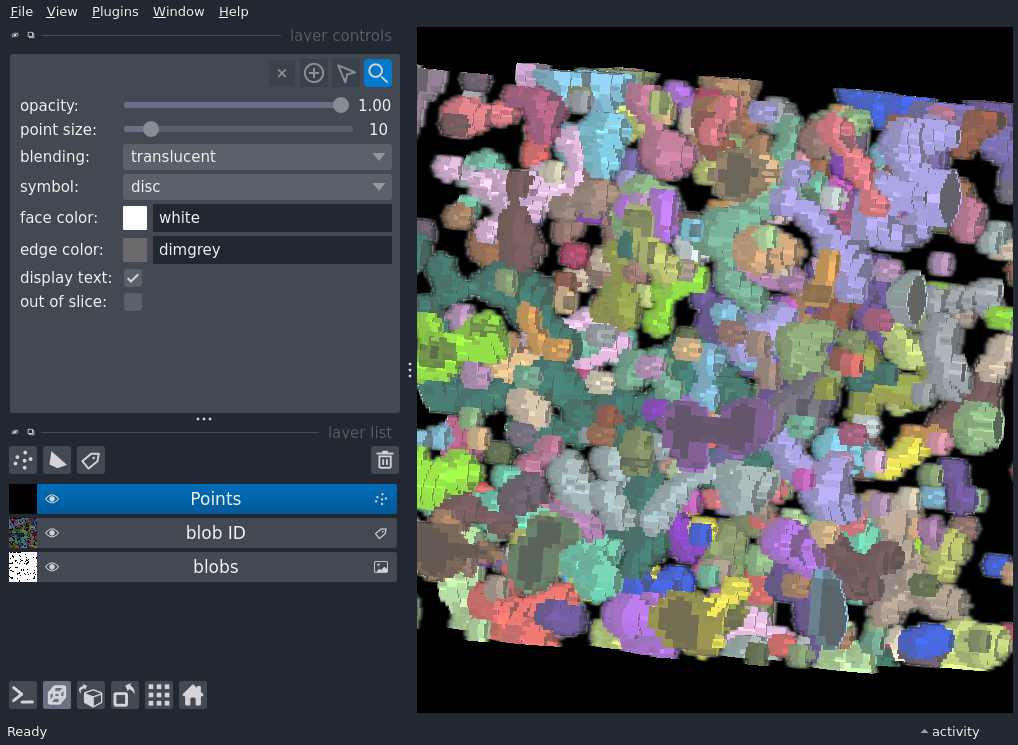 File View Plugins Window Help
layer controls
opacity: 1.00
point size: 10
blending: translucent
symbol: disc
face color: white
edge color: dimgrey
display text:
out of slice:
layer list
Points
blob ID
blobs
Ready activity